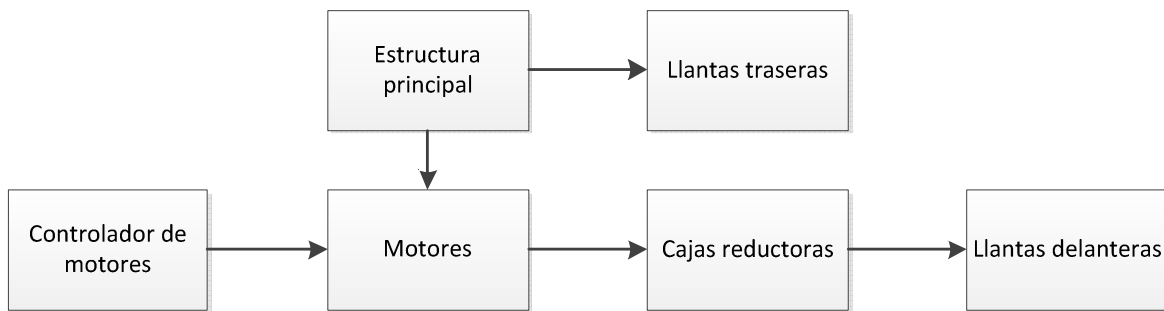 Estructura
principal
Llantas traseras
Controlador de
motores
Motores
Cajas reductoras
Llantas delanteras